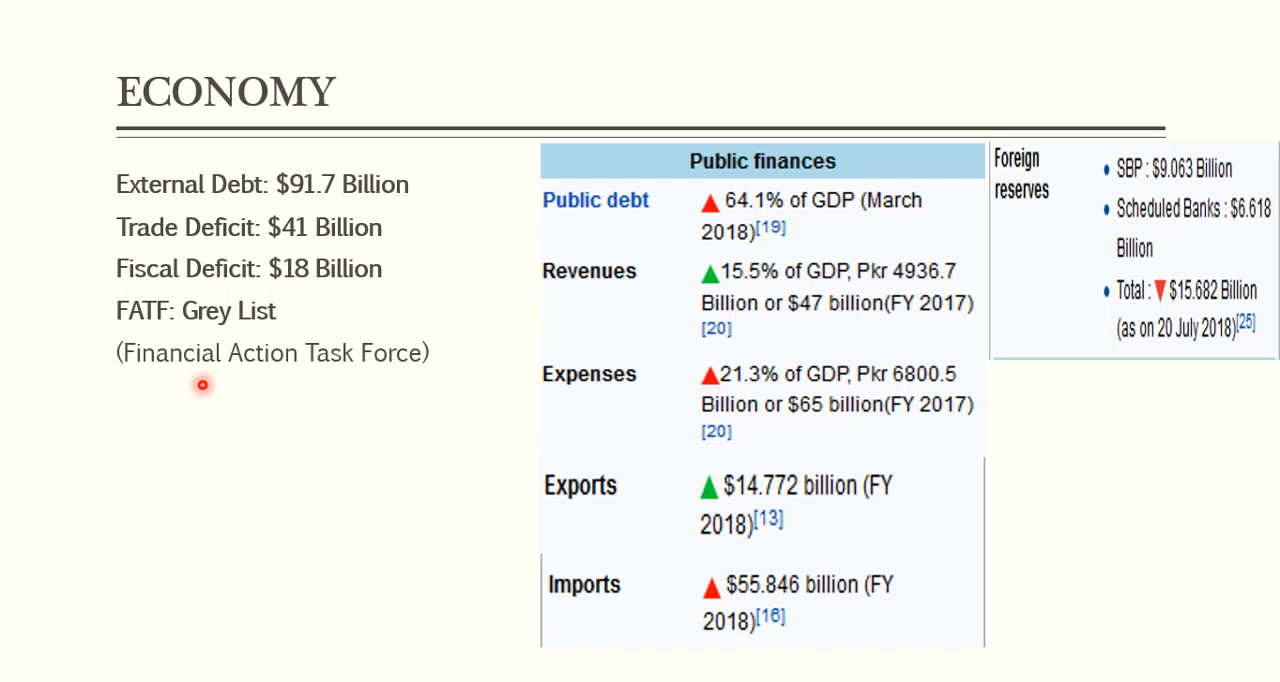 ECONOMY
External Debt: $91.7 Billion
Trade Deficit: $41 Billion
Fiscal Deficit: $18 Billion
FATF: Grey List
(Financial Action Task Force)
Public finances
Public debt ▲ 64.1% of GDP (March
2018)[19]
Revenues ▲15.5% of GDP, Pkr 4936.7
Billion or $47 billion(FY 2017)
[20]
Expenses ▲21.3% of GDP, Pkr 6800.5
Billion or $65 billion(FY 2017)
[20]
Exports ▲ $14.772 billion (FY
2018)[13]
Imports ▲ $55.846 billion (FY
2018)[16]
Foreign
reserves
• SBP : $9.063 Billion
• Scheduled Banks : $6.618
Billion
• Total : ▼ $15.682 Billion
(as on 20 July 2018)[25]